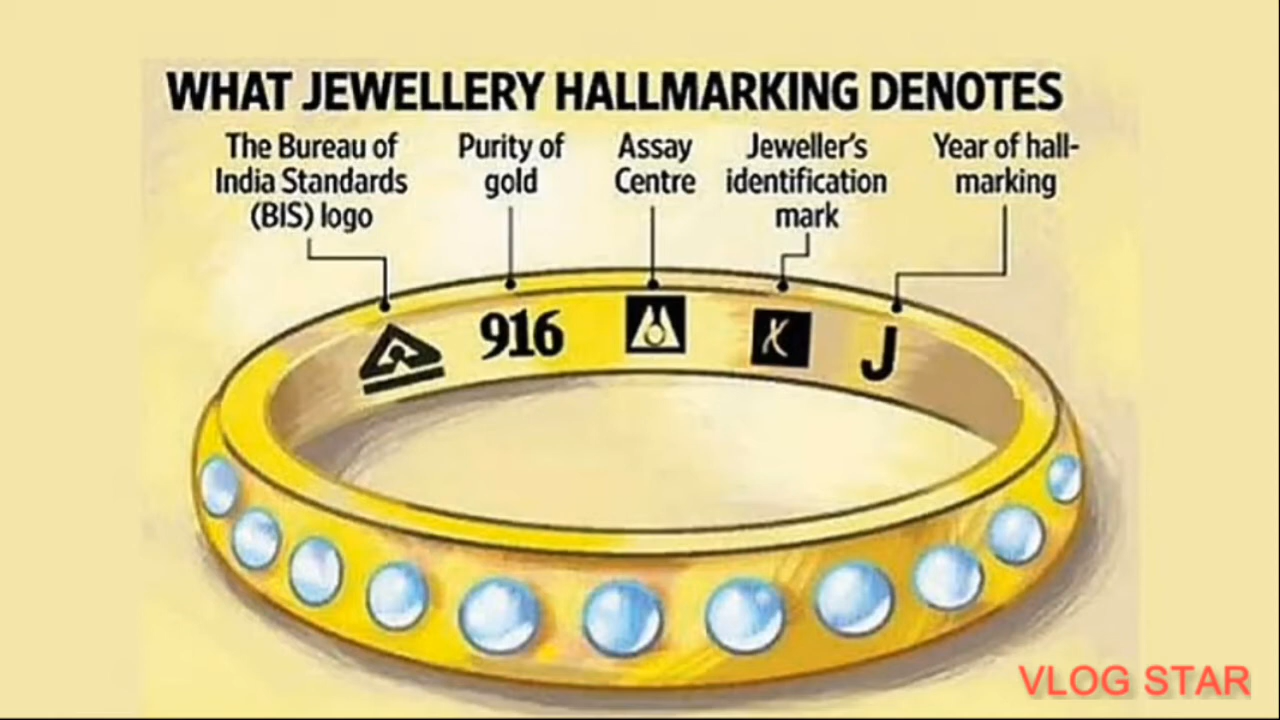 WHAT JEWELLERY HALLMARKING DENOTES
The Bureau of
India Standards
(BIS) logo
Purity of
gold
Assay
Centre
Jeweller's
identification
mark
Year of hall-
marking
916
K
J
VLOG STAR